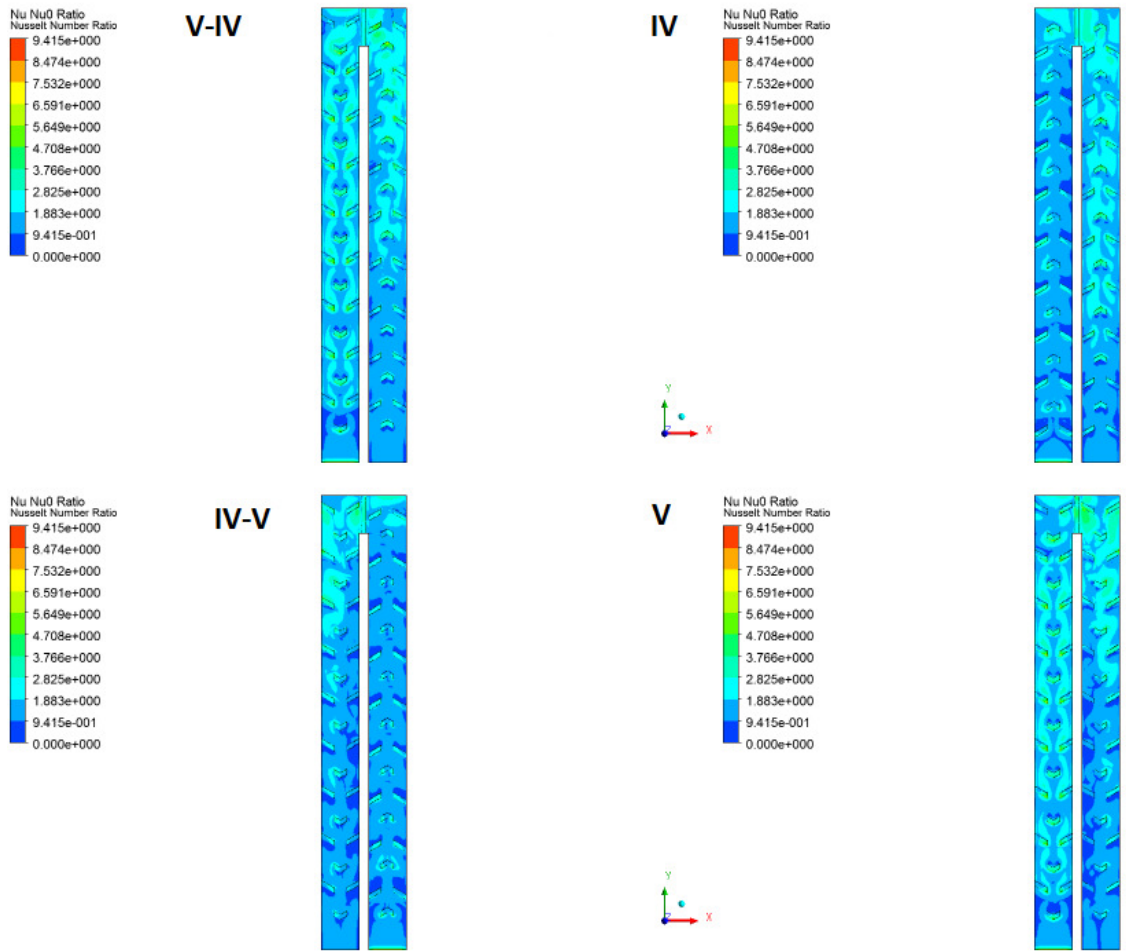 Nu Nu0 Ratio
Nusselt Number Ratio
9.415e+000
8.474e+000
7.532e+000
6.591e+000
5.649e+000
4.708e+000
3.766e+000
2.825e+000
1.883e+000
9.415e-001
0.000e+000
V-IV
Nu Nu0 Ratio
Nusselt Number Ratio
9.415e+000
8.474e+000
7.532e+000
6.591e+000
5.649e+000
4.708e+000
3.766e+000
2.825e+000
1.883e+000
9.415e-001
0.000e+000
IV
Y
Z
X
Nu Nu0 Ratio
Nusselt Number Ratio
9.415e+000
8.474e+000
7.532e+000
6.591e+000
5.649e+000
4.708e+000
3.766e+000
2.825e+000
1.883e+000
9.415e-001
0.000e+000
IV-V
Nu Nu0 Ratio
Nusselt Number Ratio
9.415e+000
8.474e+000
7.532e+000
6.591e+000
5.649e+000
4.708e+000
3.766e+000
2.825e+000
1.883e+000
9.415e-001
0.000e+000
V
Y
Z
X